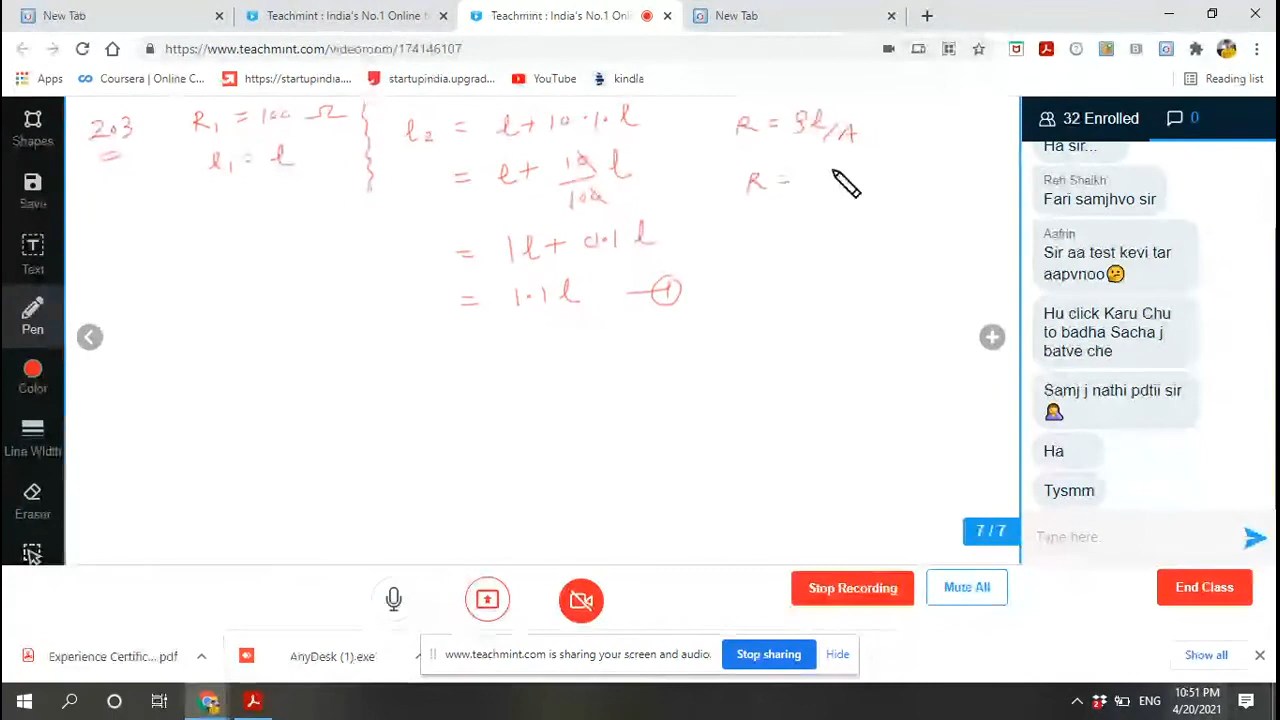 New Tab
Teachmint : India's No.1 Online t
Teachmint : India's No.1 Onlin
New Tab
https://www.teachmint.com/videoroom/174146107
Apps
Coursera | Online C...
https://startupindia....
startupindia.upgrad...
YouTube
kindle
Reading list
Shapes
Save
Text
Pen
Color
Line Width
Eraser
203
R₁ = 100 Ω
l₁ = l
l₂ = l + 10·1· l
= l + 10/100 l
= 1l + 0.1 l
= 1.1 l — ①
R = ρl/A
R =
7 / 7
32 Enrolled
0
Ha sir...
Reh Shaikh
Fari samjhvo sir
Aafrin
Sir aa test kevi tar
aapvnoo😕
Hu click Karu Chu
to badha Sacha j
batve che
Samj j nathi pdtii sir
🤦‍♀️
Ha
Tysmm
Type here
Stop Recording
Mute All
End Class
Experience Certific....pdf
AnyDesk (1).exe
www.teachmint.com is sharing your screen and audio.
Stop sharing
Hide
Show all
ENG
10:51 PM
4/20/2021